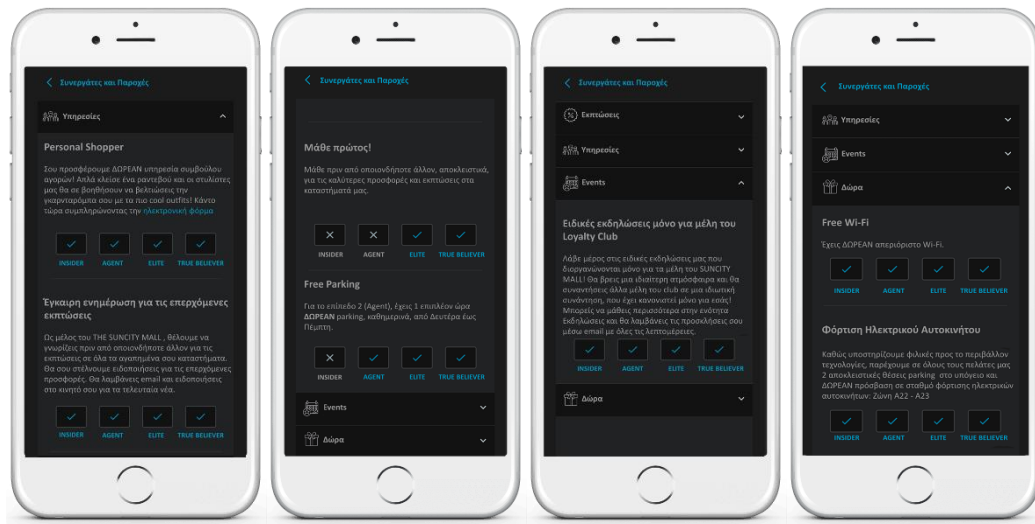 Συνεργάτες και Παροχές
Υπηρεσίες
Personal Shopper
Σου προσφέρουμε ΔΩΡΕΑΝ υπηρεσία συμβούλου
αγορών! Απλά κλείσε ένα ραντεβού και οι στυλίστες
μας θα σε βοηθήσουν να βελτιώσεις την
γκαρνταρόμπα σου με τα πιο cool outfits! Κάντο
τώρα συμπληρώνοντας την ηλεκτρονική φόρμα
INSIDER AGENT ELITE TRUE BELIEVER
Έγκαιρη ενημέρωση για τις επερχόμενες
εκπτώσεις
Ως μέλος του THE SUNCITY MALL , θέλουμε να
γνωρίζεις πριν από οποιονδήποτε άλλον για τις
εκπτώσεις σε όλα τα αγαπημένα σου καταστήματα.
Θα σου στέλνουμε ειδοποιήσεις για τις επερχόμενες
προσφορές. Θα λαμβάνεις email και ειδοποιήσεις
στο κινητό σου για τα τελευταία νέα.
INSIDER AGENT ELITE TRUE BELIEVER
Συνεργάτες και Παροχές
Μάθε πρώτος!
Μάθε πριν από οποιονδήποτε άλλον, αποκλειστικά,
για τις καλύτερες προσφορές και εκπτώσεις στα
καταστήματά μας.
INSIDER AGENT ELITE TRUE BELIEVER
Free Parking
Για το επίπεδο 2 (Agent), έχεις 1 επιπλέον ώρα
ΔΩΡΕΑΝ parking, καθημερινά, από Δευτέρα έως
Πέμπτη.
INSIDER AGENT ELITE TRUE BELIEVER
Events
Δώρα
Συνεργάτες και Παροχές
Εκπτώσεις
Υπηρεσίες
Events
Ειδικές εκδηλώσεις μόνο για μέλη του
Loyalty Club
Λάβε μέρος στις ειδικές εκδηλώσεις μας που
διοργανώνονται μόνο για τα μέλη του SUNCITY
MALL! Θα βρεις μια ιδιαίτερη ατμόσφαιρα και θα
συναντήσεις άλλα μέλη του club σε μια ιδιωτική
συνάντηση, που έχει κανονιστεί μόνο για εσάς!
Μπορείς να μάθεις περισσότερα στην ενότητα
Εκδηλώσεις και θα λαμβάνεις τις προσκλήσεις σου
μέσω email με όλες τις λεπτομέρειες.
INSIDER AGENT ELITE TRUE BELIEVER
Δώρα
Συνεργάτες και Παροχές
Υπηρεσίες
Events
Δώρα
Free Wi-Fi
Έχεις ΔΩΡΕΑΝ απεριόριστο Wi-Fi.
INSIDER AGENT ELITE TRUE BELIEVER
Φόρτιση Ηλεκτρικού Αυτοκινήτου
Καθώς υποστηρίζουμε φιλικές προς το περιβάλλον
τεχνολογίες, παρέχουμε σε όλους τους πελάτες μας
2 αποκλειστικές θέσεις parking στο υπόγειο και
ΔΩΡΕΑΝ πρόσβαση σε σταθμό φόρτισης ηλεκτρικών
αυτοκινήτων: Ζώνη A22 - A23
INSIDER AGENT ELITE TRUE BELIEVER